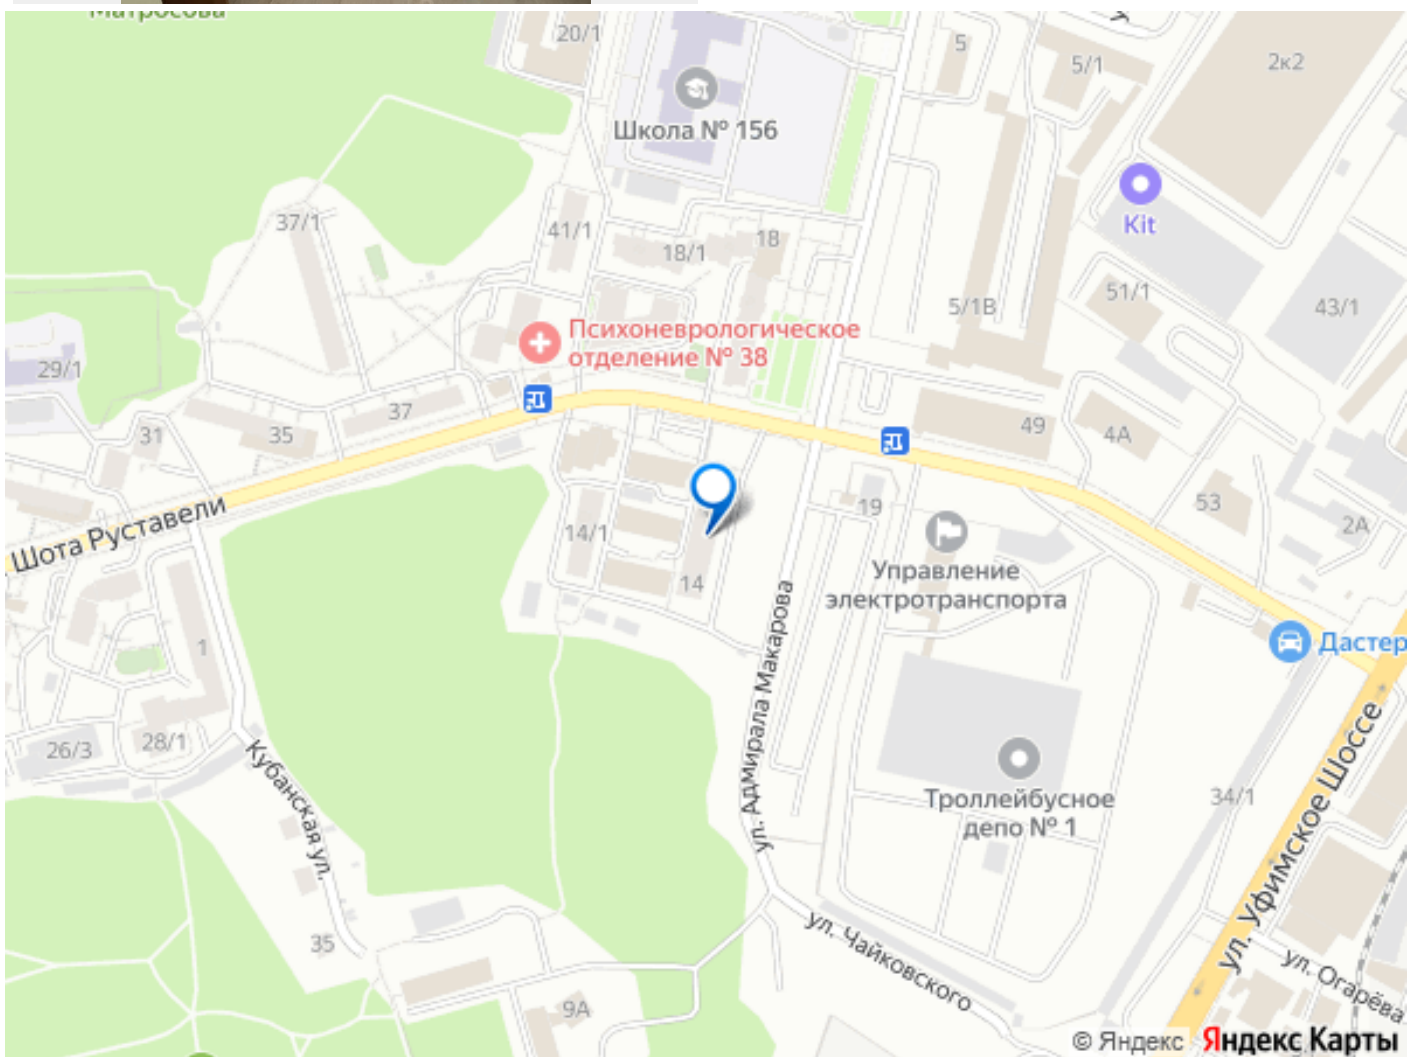 Матросова
20/1
5
5/1
2к2
Школа № 156
37/1
41/1
18/1
18
Kit
51/1
43/1
5/1В
Психоневрологическое
отделение № 38
29/1
37
31
35
49
4А
53
2А
ул. Шота Руставели
14/1
14
19
Управление
электротранспорта
Дастер
1
26/3
28/1
Кубанская ул.
ул. Адмирала Макарова
Троллейбусное
депо № 1
34/1
ул. Уфимское Шоссе
35
9А
ул. Чайковского
ул. Огарёва
© Яндекс Яндекс Карты